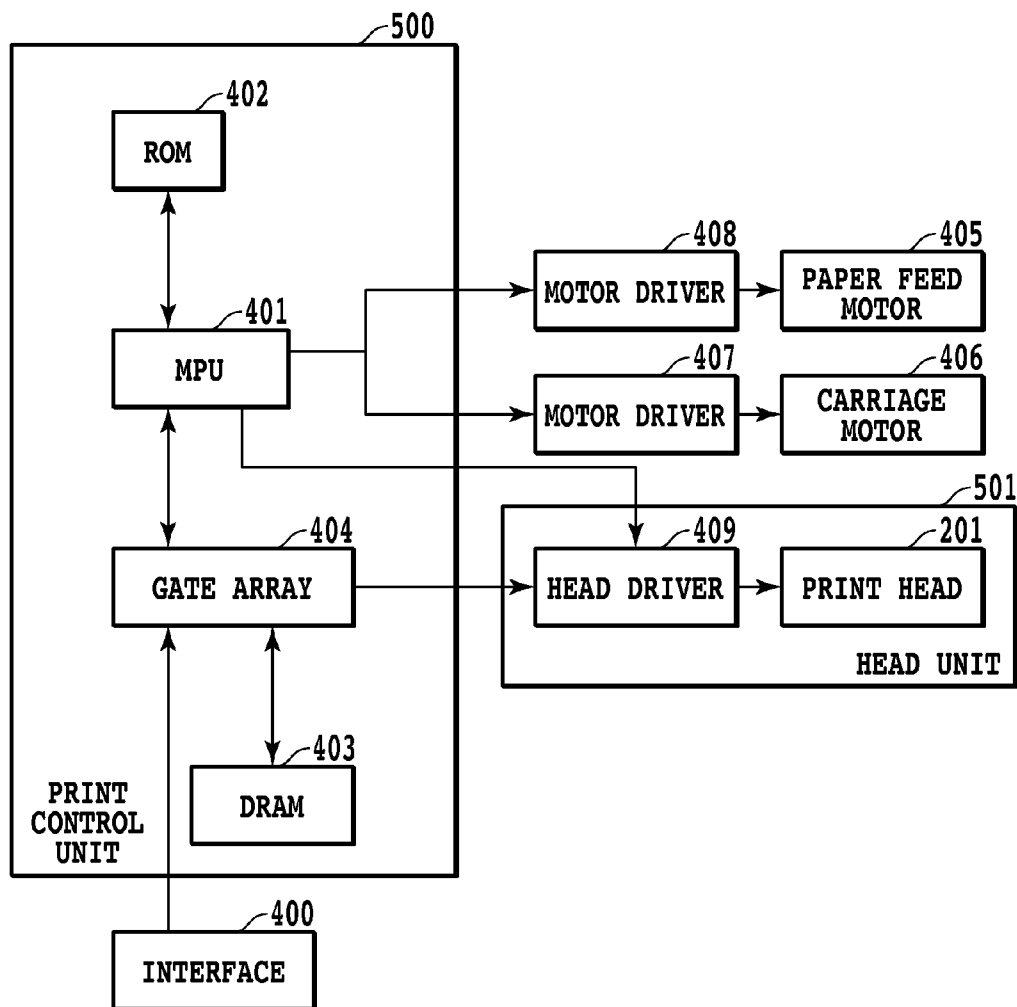 500
402
ROM
408
405
MOTOR DRIVER
PAPER FEED
MOTOR
401
MPU
407
406
MOTOR DRIVER
CARRIAGE
MOTOR
501
404
409
201
GATE ARRAY
HEAD DRIVER
PRINT HEAD
HEAD UNIT
403
DRAM
PRINT
CONTROL
UNIT
400
INTERFACE